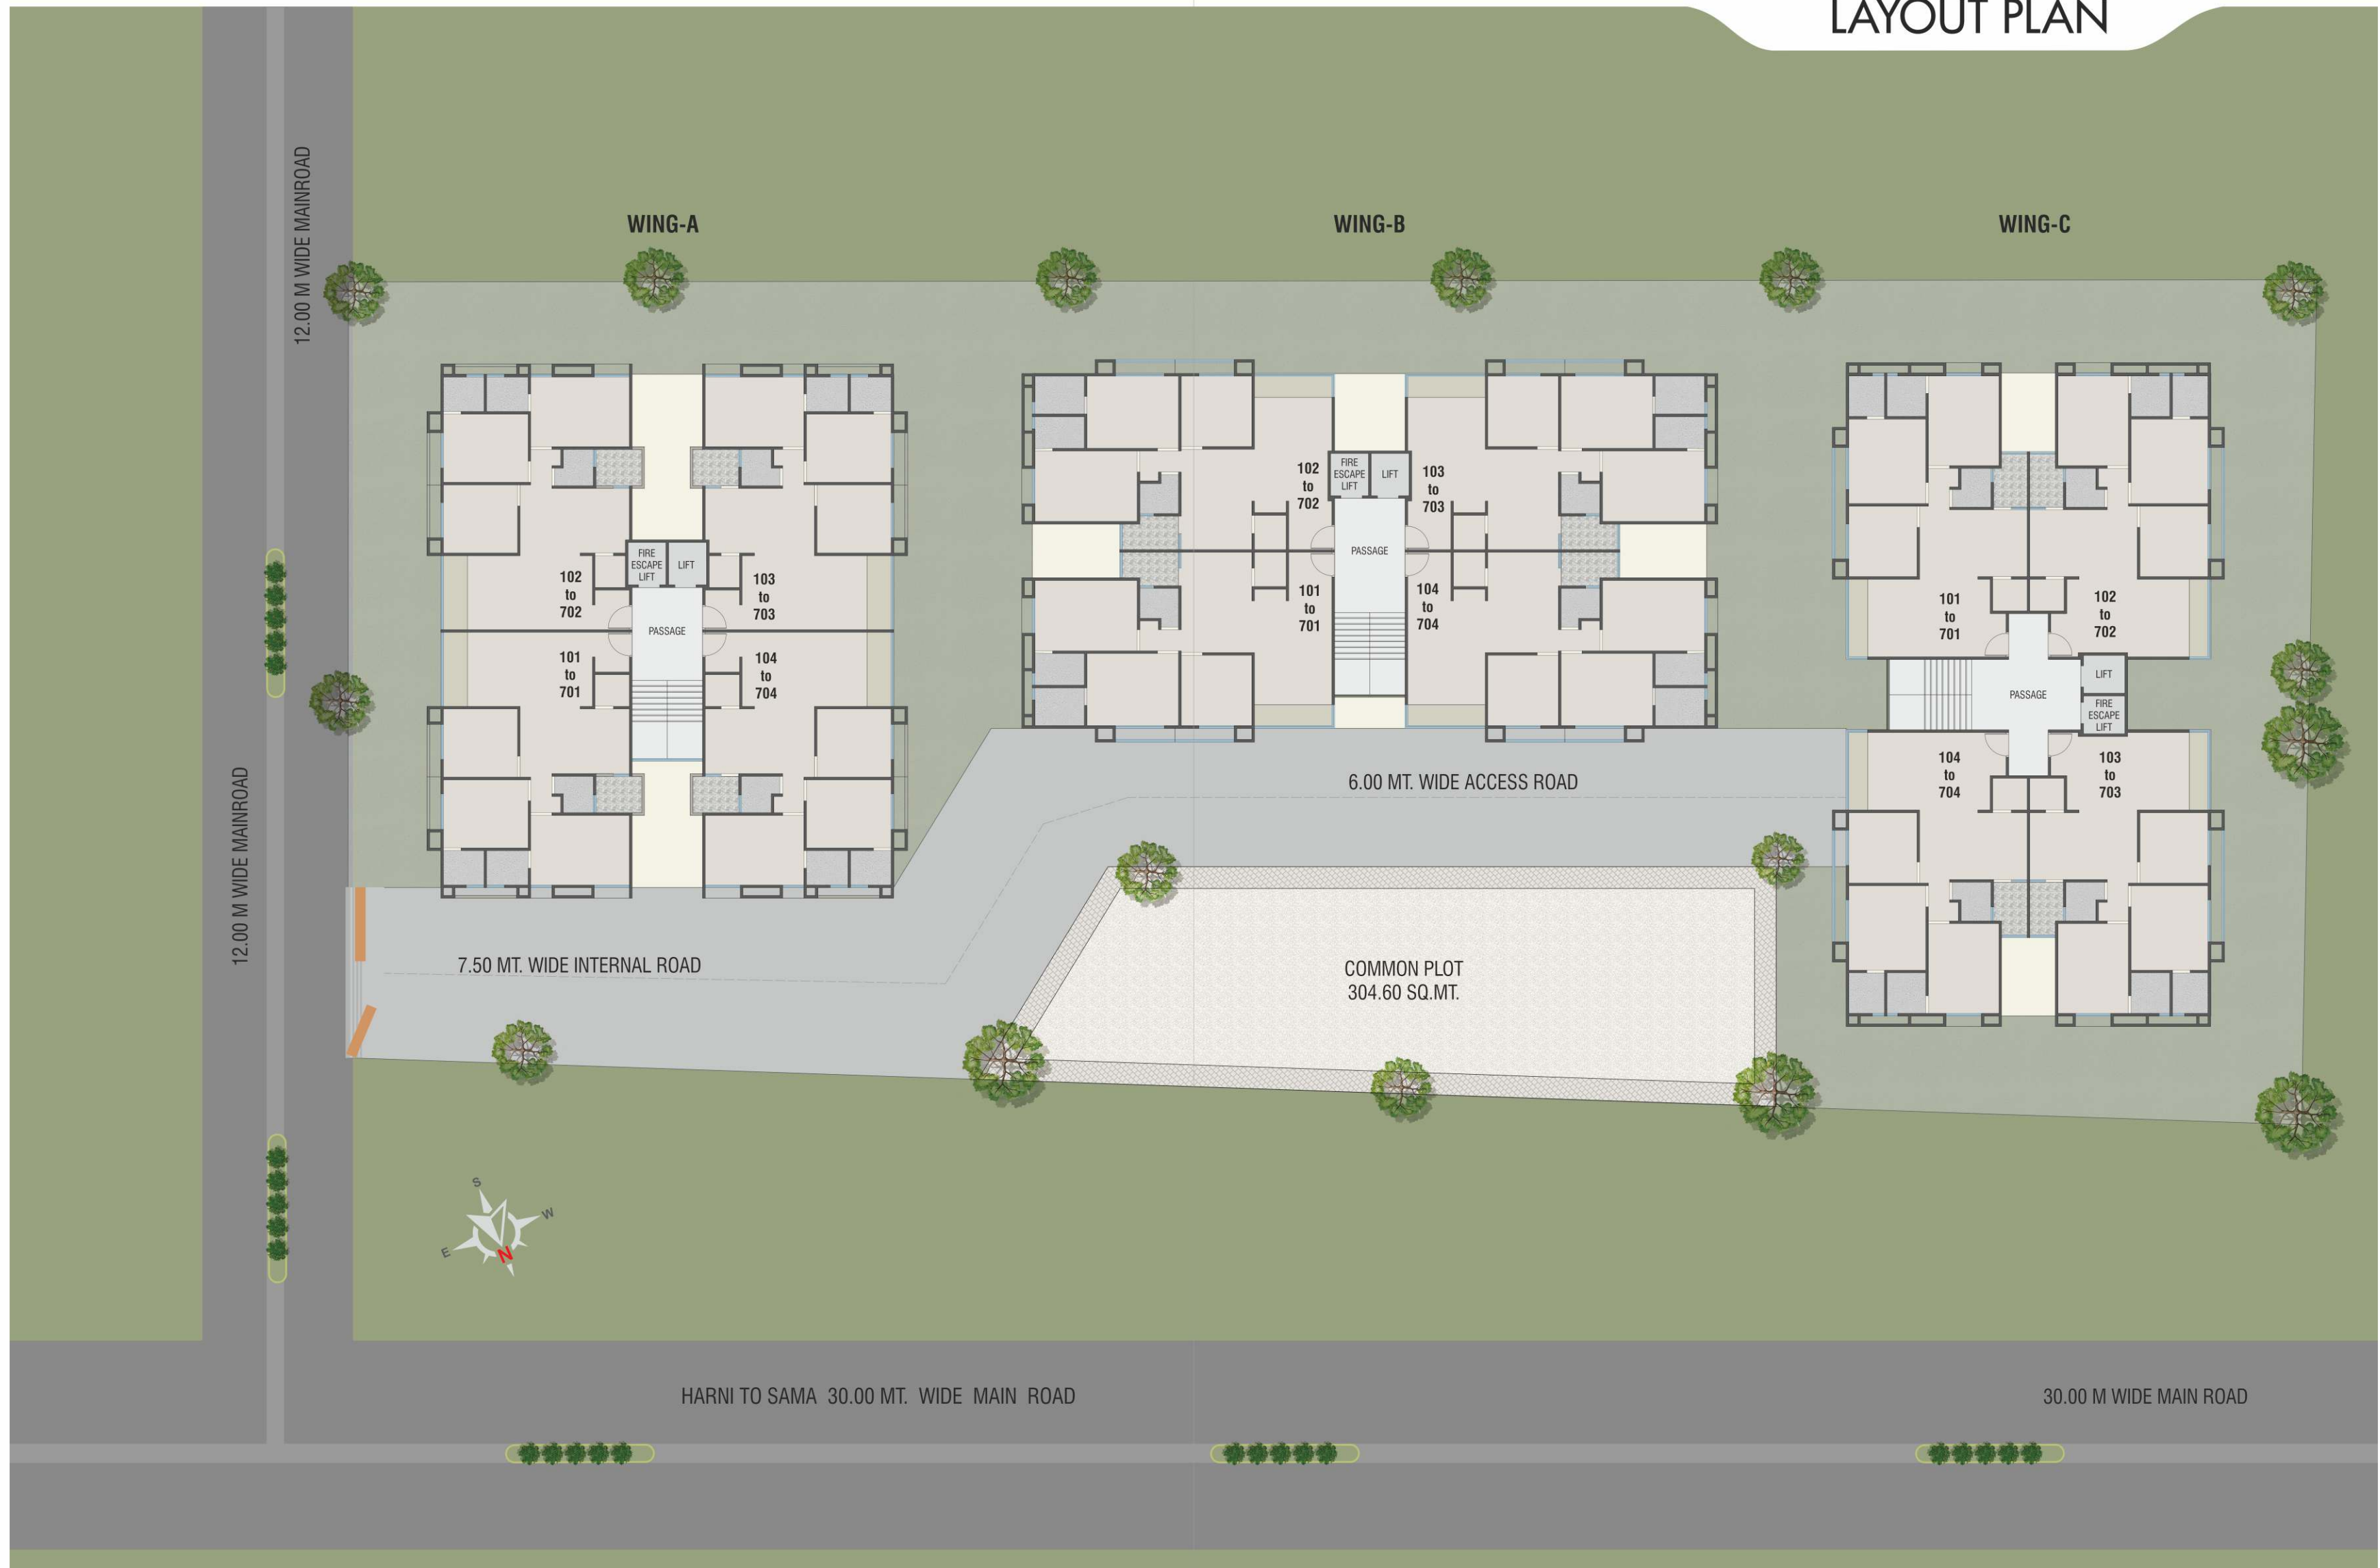 LAYOUT PLAN
12.00 M WIDE MAINROAD
12.00 M WIDE MAINROAD
WING-A
102
to
702
FIRE
ESCAPE
LIFT
LIFT
103
to
703
PASSAGE
101
to
701
104
to
704
WING-B
102
to
702
FIRE
ESCAPE
LIFT
LIFT
103
to
703
PASSAGE
101
to
701
104
to
704
WING-C
101
to
701
102
to
702
LIFT
PASSAGE
FIRE
ESCAPE
LIFT
104
to
704
103
to
703
6.00 MT. WIDE ACCESS ROAD
7.50 MT. WIDE INTERNAL ROAD
COMMON PLOT
304.60 SQ.MT.
S
W
E
N
HARNI TO SAMA 30.00 MT. WIDE MAIN ROAD
30.00 M WIDE MAIN ROAD